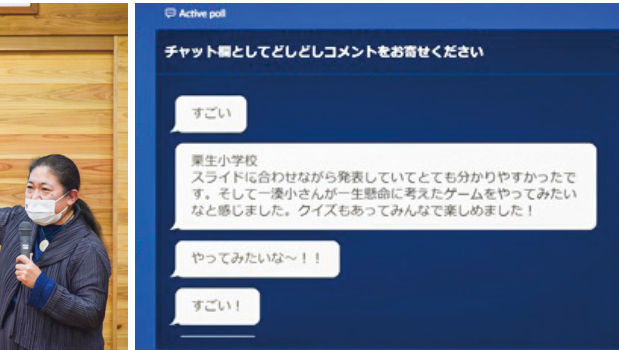 Active poll
チャット欄としてどしどしコメントをお寄せください
すごい
栗生小学校
スライドに合わせながら発表していてとても分かりやすかったで
す。そして一湊小さんが一生懸命に考えたゲームをやってみたい
なと感じました。クイズもあってみんなで楽しめました！
やってみたいな～！！
すごい！